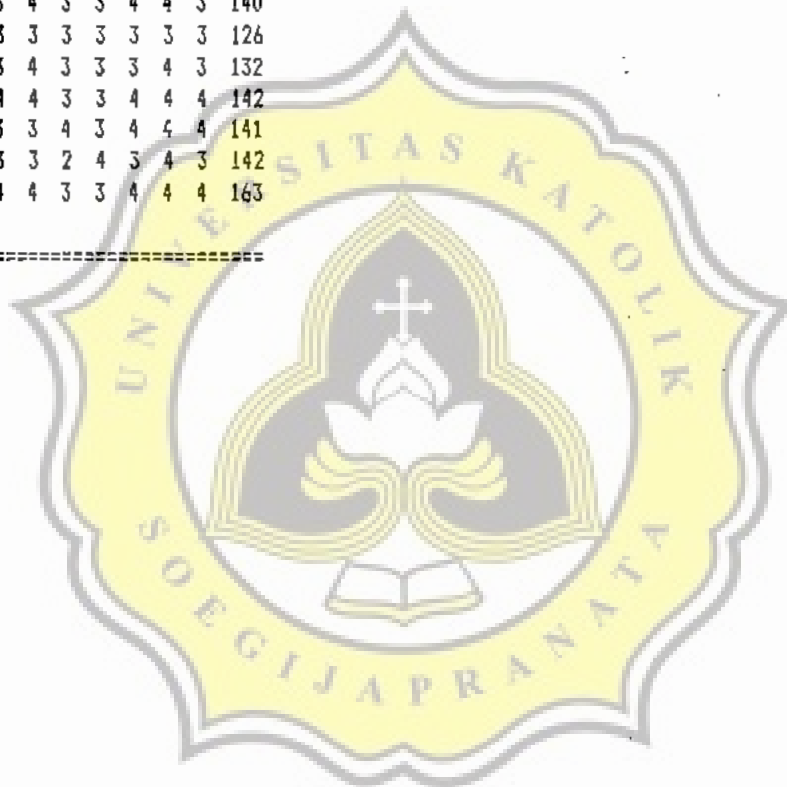 4 3 3 4 4 3 140
3 3 3 3 3 3 3 126
4 3 3 3 4 3 132
4 3 3 4 4 4 142
3 4 3 4 4 4 141
3 2 4 3 4 3 142
4 3 3 4 4 4 163
==========================
UNIVERSITAS KATOLIK
SOEGIJAPRANATA